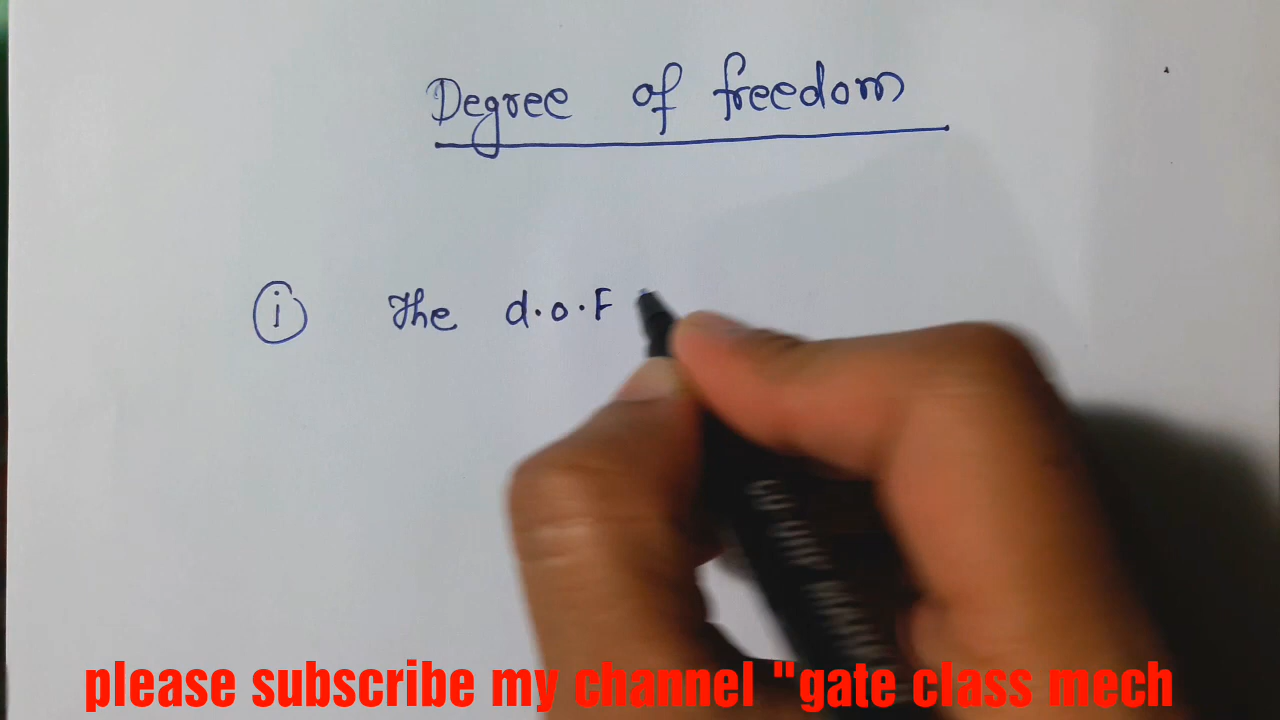 Degree of freedom
i The d.o.F
please subscribe my channel "gate class mech